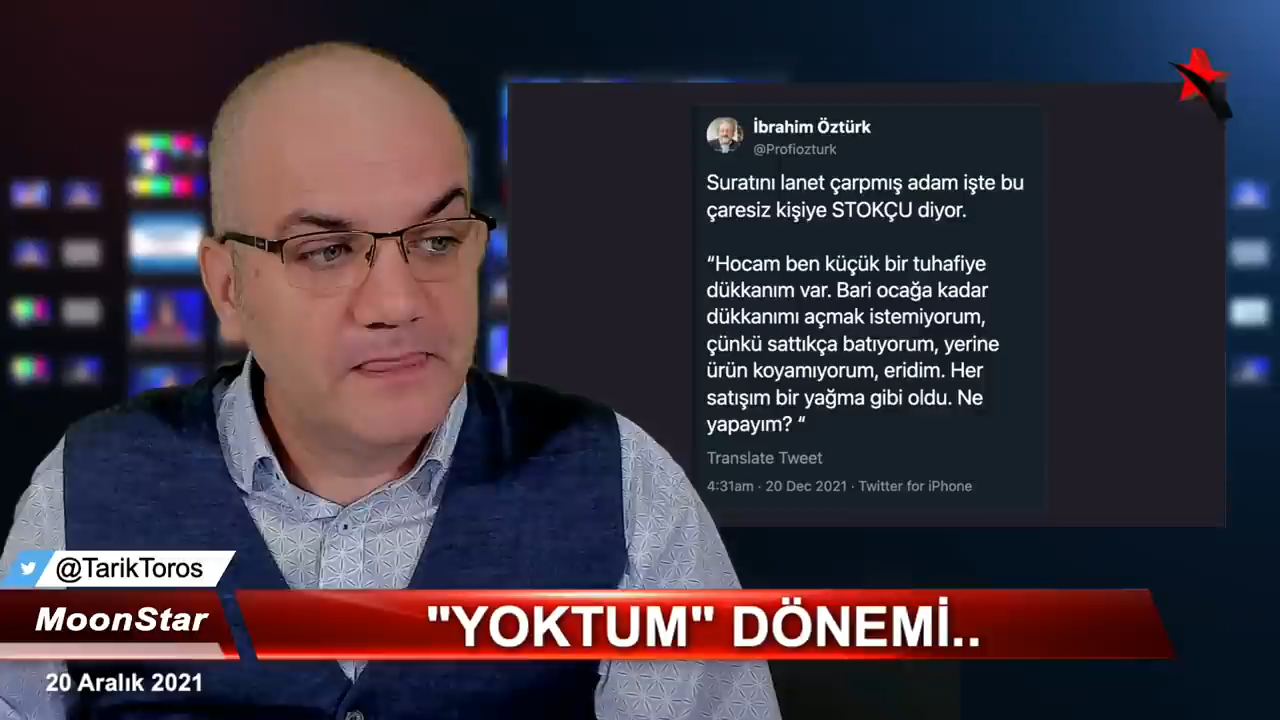 İbrahim Öztürk
@Profiozturk
Suratını lanet çarpmış adam işte bu
çaresiz kişiye STOKÇU diyor.
“Hocam ben küçük bir tuhafiye
dükkanım var. Bari ocağa kadar
dükkanımı açmak istemiyorum,
çünkü sattıkça batıyorum, yerine
ürün koyamıyorum, eridim. Her
satışım bir yağma gibi oldu. Ne
yapayım? “
Translate Tweet
4:31am · 20 Dec 2021 · Twitter for iPhone
@TarikToros
MoonStar
"YOKTUM" DÖNEMİ..
20 Aralık 2021